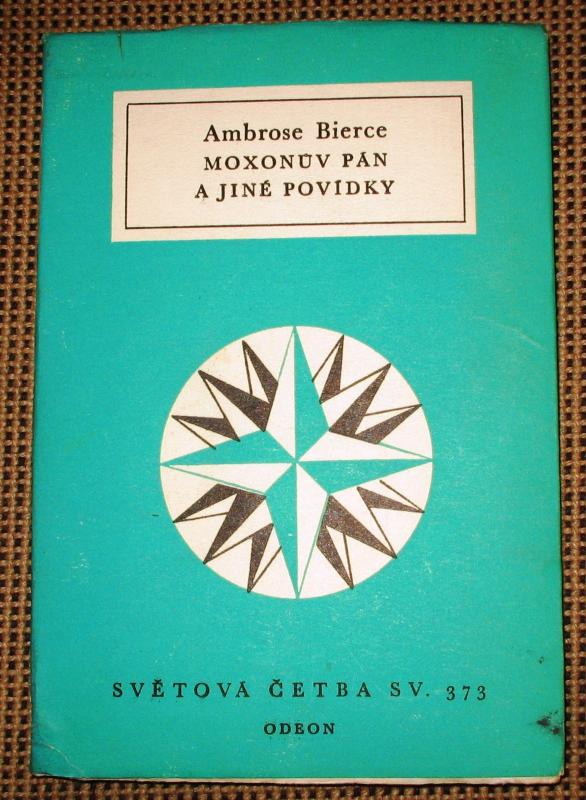 Ambrose Bierce
MOXONŮV PÁN
A JINÉ POVÍDKY
SVĚTOVÁ ČETBA SV. 373
ODEON